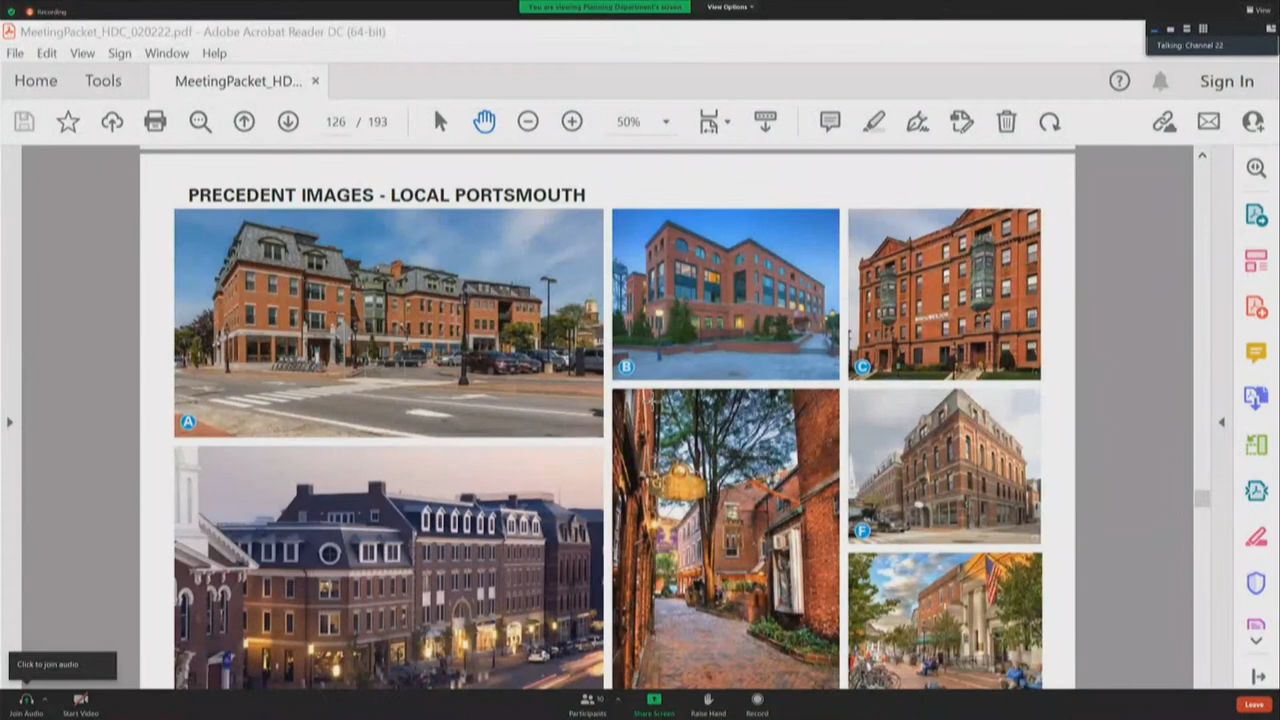 Recording
You are viewing Planning Department's screen
View Options
View
MeetingPacket_HDC_020222.pdf - Adobe Acrobat Reader DC (64-bit)
Talking: Channel 22
File Edit View Sign Window Help
Home Tools MeetingPacket_HD... × Sign In
126 / 193 50%
PRECEDENT IMAGES - LOCAL PORTSMOUTH
A
B
C
F
Click to join audio
Join Audio Start Video Participants 10 Share Screen Raise Hand Record Leave